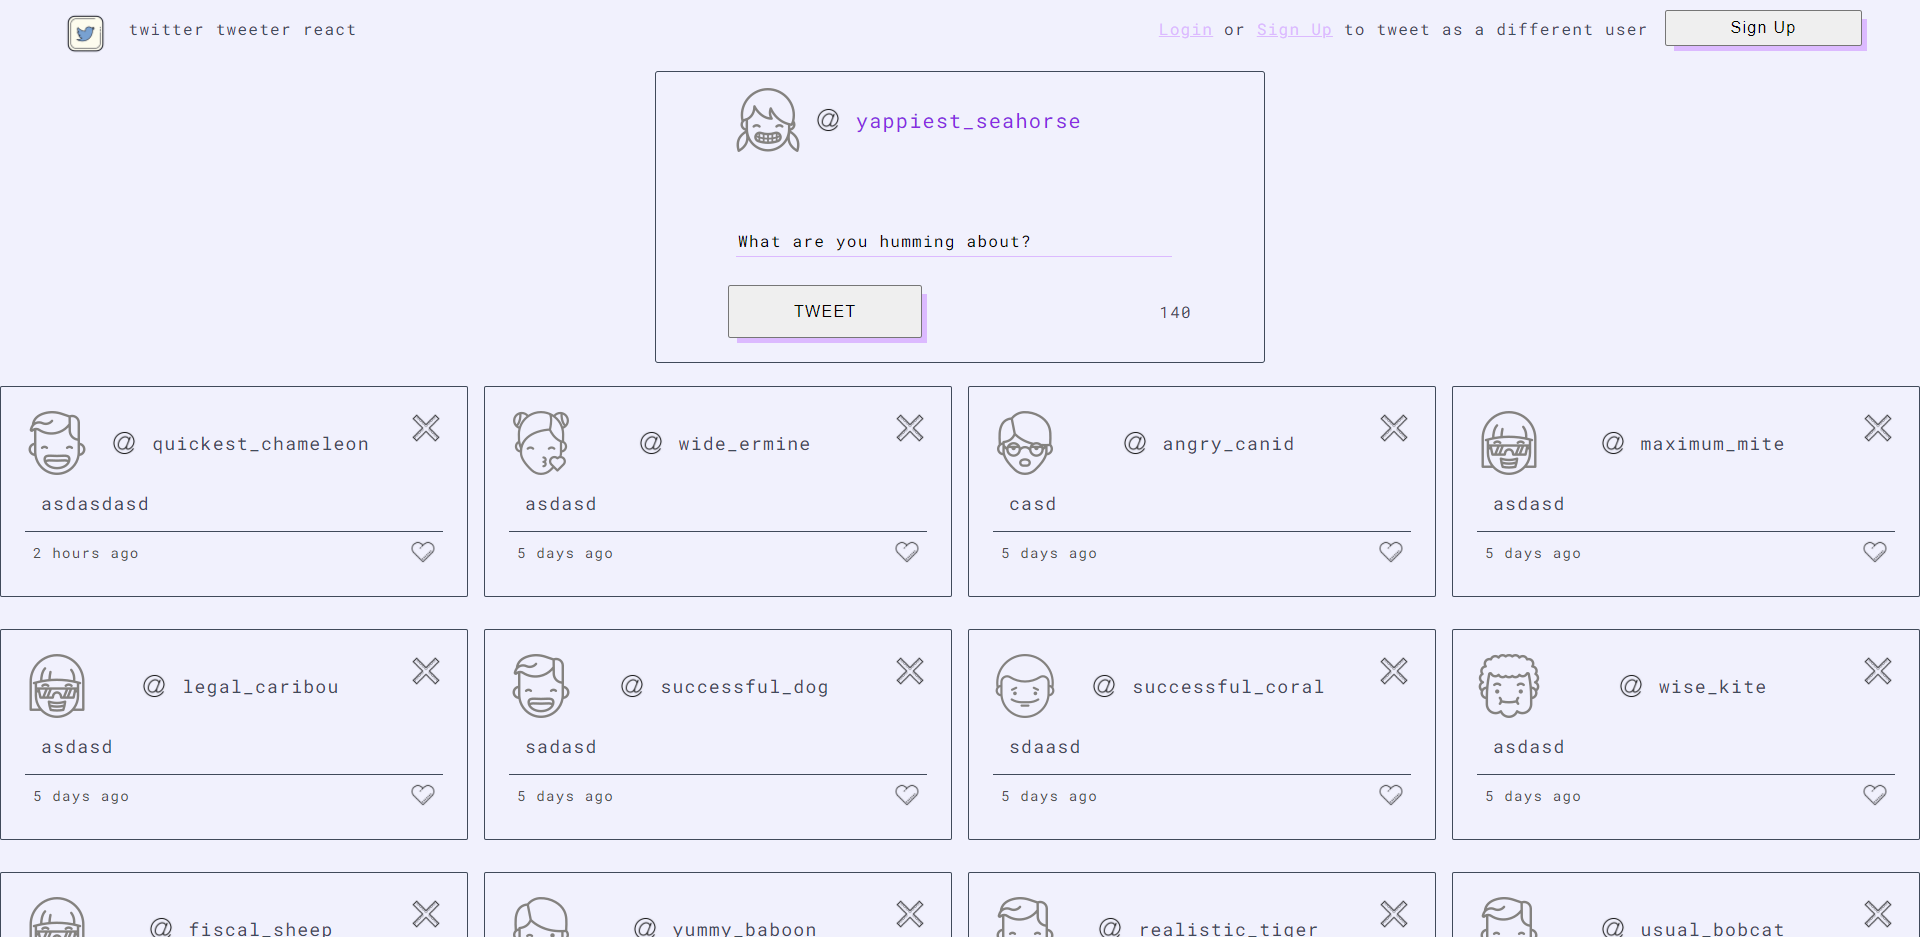 twitter tweeter react
Login or Sign Up to tweet as a different user
Sign Up
@ yappiest_seahorse
What are you humming about?
TWEET
140
@ quickest_chameleon
asdasdasd
2 hours ago
@ wide_ermine
asdasd
5 days ago
@ angry_canid
casd
5 days ago
@ maximum_mite
asdasd
5 days ago
@ legal_caribou
asdasd
5 days ago
@ successful_dog
sadasd
5 days ago
@ successful_coral
sdaasd
5 days ago
@ wise_kite
asdasd
5 days ago
@ fiscal_sheep
@ yummy_baboon
@ realistic_tiger
@ usual_bobcat